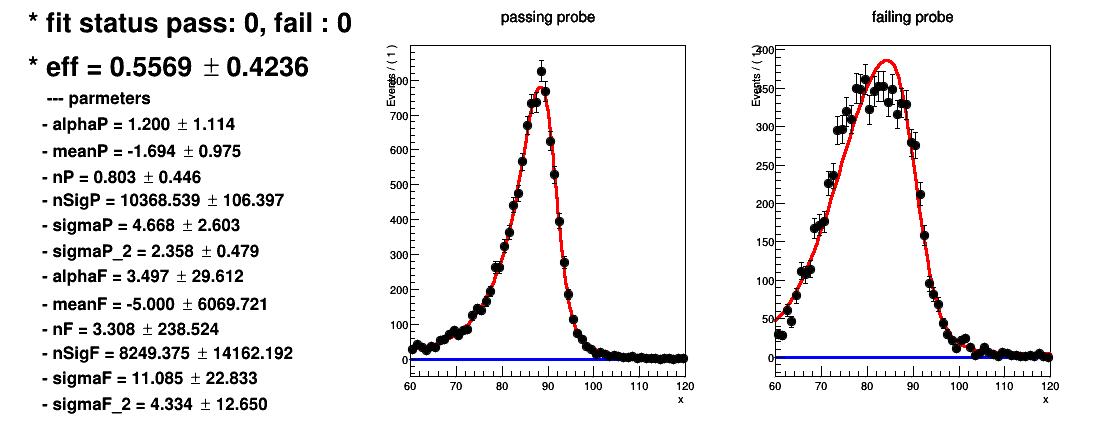 * fit status pass: 0, fail : 0
* eff = 0.5569 ± 0.4236
--- parmeters
- alphaP = 1.200 ± 1.114
- meanP = -1.694 ± 0.975
- nP = 0.803 ± 0.446
- nSigP = 10368.539 ± 106.397
- sigmaP = 4.668 ± 2.603
- sigmaP_2 = 2.358 ± 0.479
- alphaF = 3.497 ± 29.612
- meanF = -5.000 ± 6069.721
- nF = 3.308 ± 238.524
- nSigF = 8249.375 ± 14162.192
- sigmaF = 11.085 ± 22.833
- sigmaF_2 = 4.334 ± 12.650
passing probe
Events / ( 1 )
800
700
600
500
400
300
200
100
0
60 70 80 90 100 110 120
x
failing probe
Events / ( 1 )
400
350
300
250
200
150
100
50
0
60 70 80 90 100 110 120
x